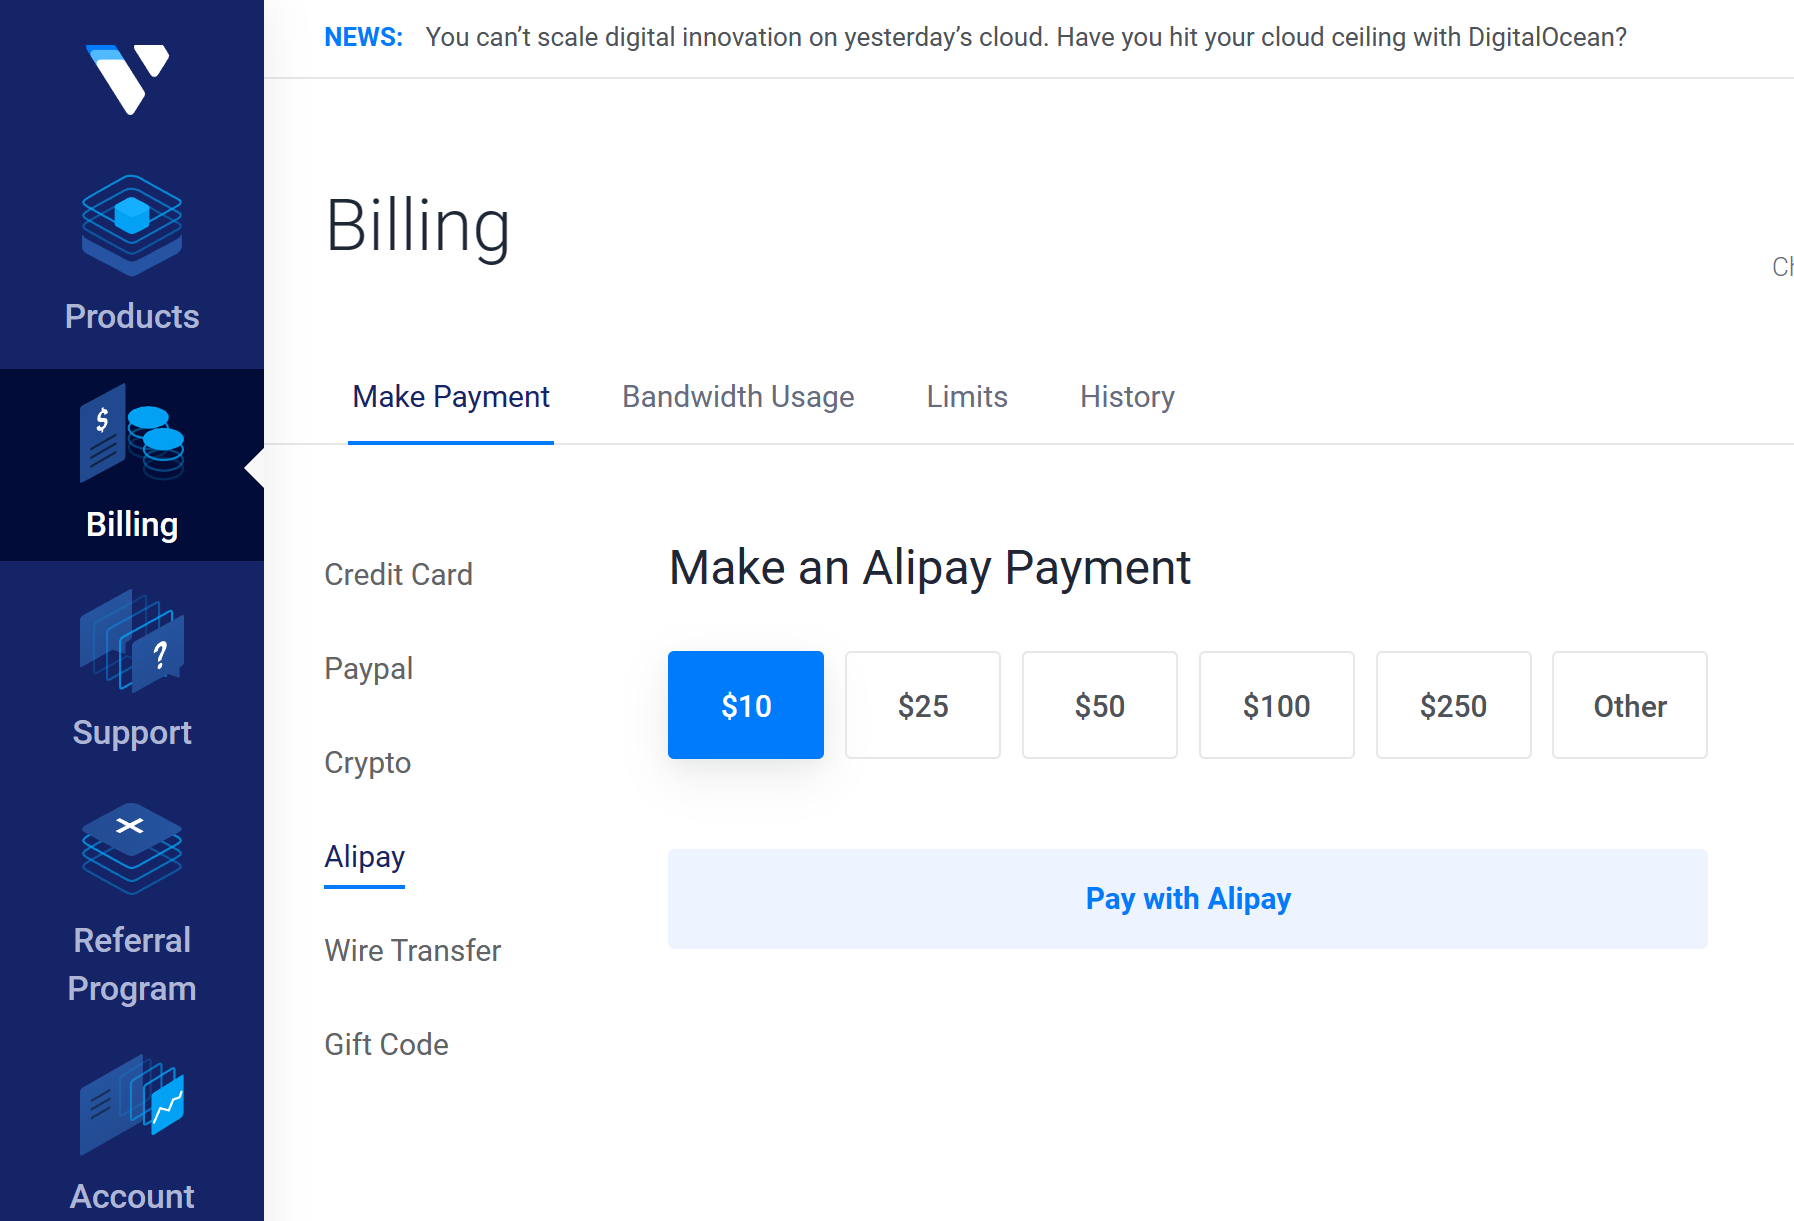 NEWS: You can’t scale digital innovation on yesterday’s cloud. Have you hit your cloud ceiling with DigitalOcean?
Billing
Products
Make Payment Bandwidth Usage Limits History
$
Billing
Make an Alipay Payment
Credit Card
Paypal
Crypto
Alipay
Wire Transfer
Gift Code
$10 $25 $50 $100 $250 Other
Pay with Alipay
?
Support
Referral
Program
Account